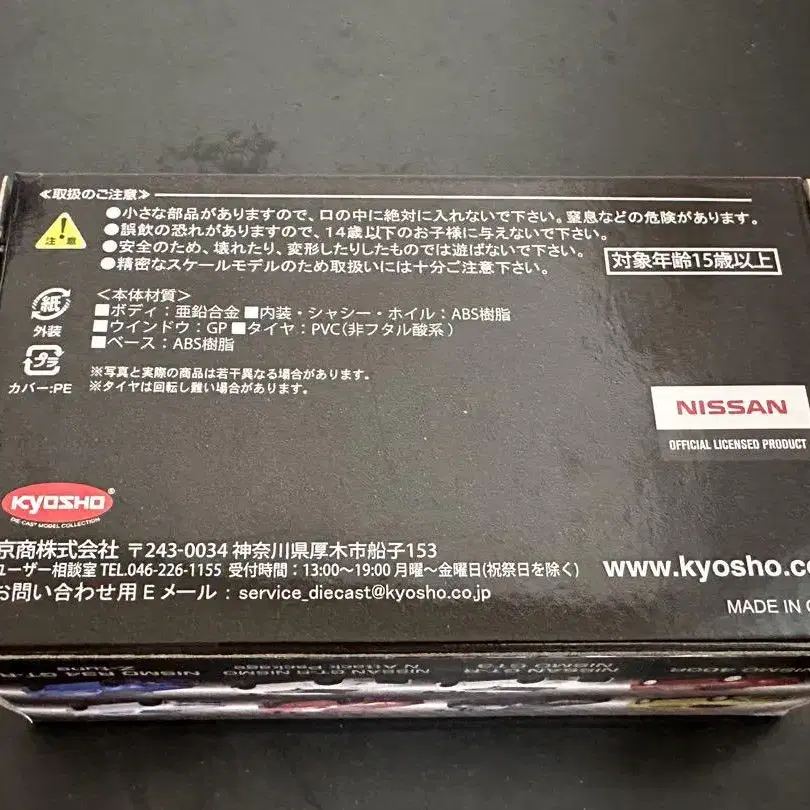 ≪取扱のご注意≫
注意
●小さな部品がありますので、口の中に絶対に入れないで下さい。窒息などの危険があります。
●誤飲の恐れがありますので、14歳以下のお子様に与えないで下さい。
●安全のため、壊れたり、変形したりしたものでは遊ばないで下さい。
●精密なスケールモデルのため取扱いには十分ご注意下さい。
対象年齢15歳以上
紙
外装
プラ
カバー:PE
＜本体材質＞
■ボディ：亜鉛合金 ■内装・シャシー・ホイル：ABS樹脂
■ウインドウ：GP ■タイヤ：PVC(非フタル酸系)
■ベース：ABS樹脂
※写真と実際の商品は若干異なる場合があります。
※タイヤは回転し難い場合があります。
NISSAN
OFFICIAL LICENSED PRODUCT
KYOSHO®
DIE-CAST MODEL COLLECTION
京商株式会社 〒243-0034 神奈川県厚木市船子153
ユーザー相談室 TEL.046-226-1155 受付時間：13:00〜19:00 月曜〜金曜日(祝祭日を除く)
お問い合わせ用Eメール：service_diecast@kyosho.co.jp
www.kyosho.co
MADE IN
NISMO R34 GT-R
Z-tune
NISSAN GT-R NISMO
N Attack Package
NISSAN GT-R
NISMO GT3
NISMO 400R